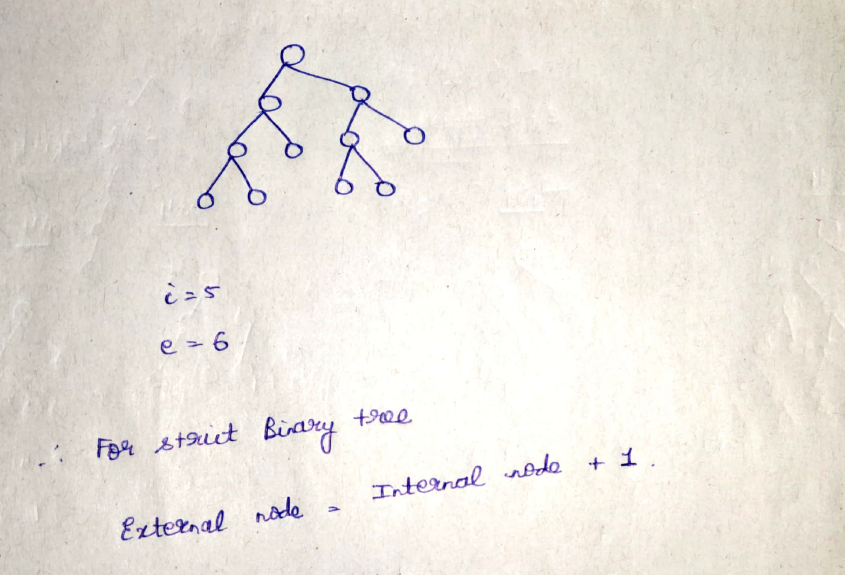 i = 5
e = 6
∴ For strict Binary tree
External node = Internal node + 1.